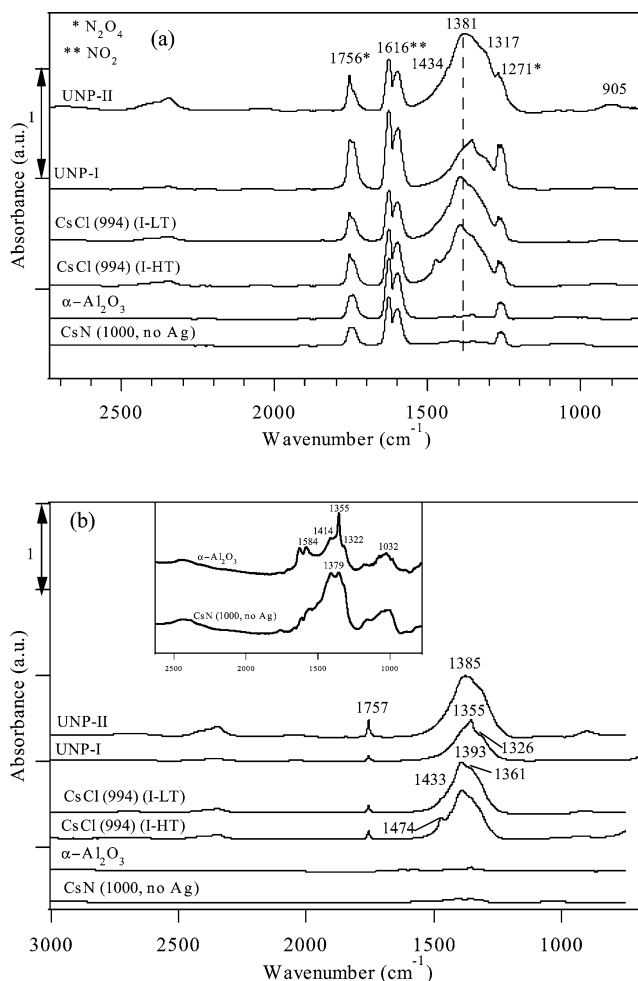 * N₂O₄
** NO₂
(a)
1756*
1616**
1381
1434
1317
1271*
905
1
UNP-II
UNP-I
CsCl (994) (I-LT)
CsCl (994) (I-HT)
α−Al₂O₃
CsN (1000, no Ag)
Absorbance (a.u.)
2500 2000 1500 1000
Wavenumber (cm⁻¹)
(b)
1
1355
1584
1414
1322
1032
α−Al₂O₃
1379
CsN (1000, no Ag)
2500 2000 1500 1000
1385
1757
1355
1326
1393
1433
1361
1474
UNP-II
UNP-I
CsCl (994) (I-LT)
CsCl (994) (I-HT)
α−Al₂O₃
CsN (1000, no Ag)
Absorbance (a.u.)
3000 2500 2000 1500 1000
Wavenumber (cm⁻¹)